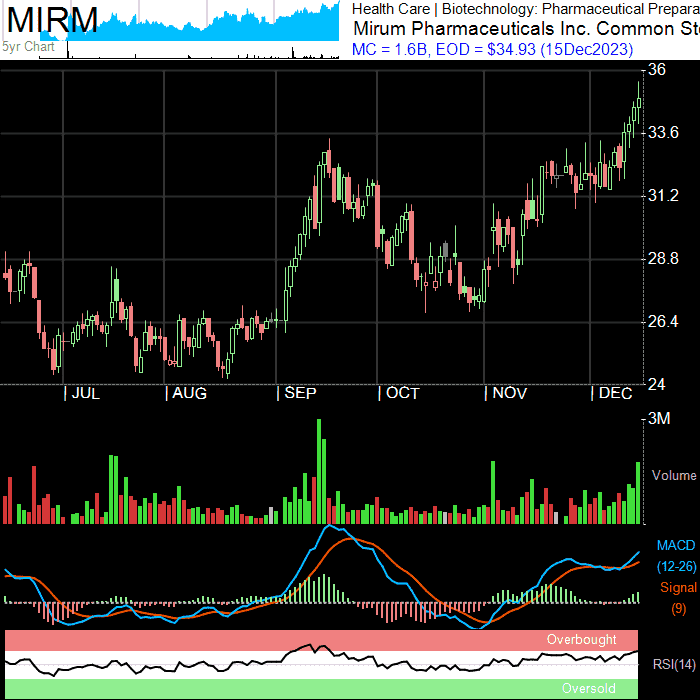 MIRM
5yr Chart
Health Care | Biotechnology: Pharmaceutical Prepara
Mirum Pharmaceuticals Inc. Common Sto
MC = 1.6B, EOD = $34.93 (15Dec2023)
36
33.6
31.2
28.8
26.4
24
| JUL | AUG | SEP | OCT | NOV | DEC
3M
Volume
MACD
(12-26)
Signal
(9)
Overbought
RSI(14)
Oversold